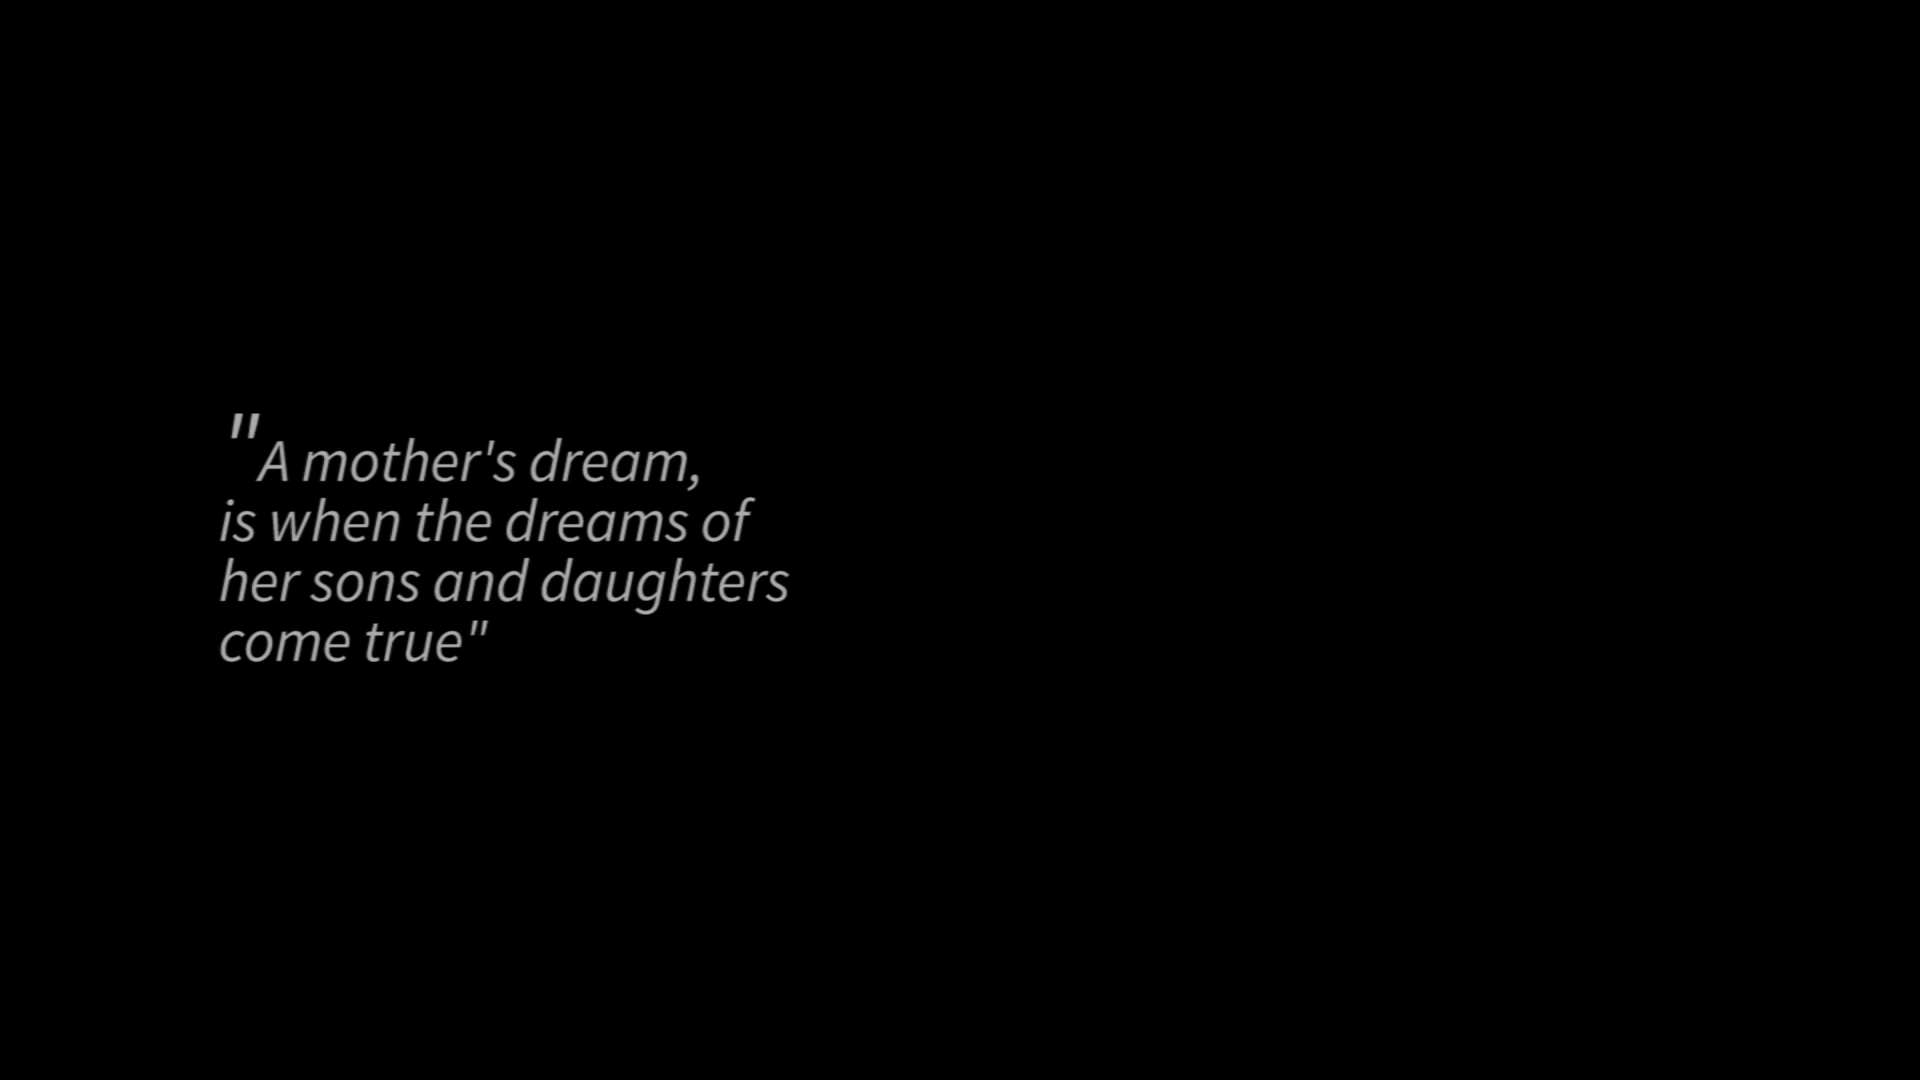 "A mother's dream,
is when the dreams of
her sons and daughters
come true"